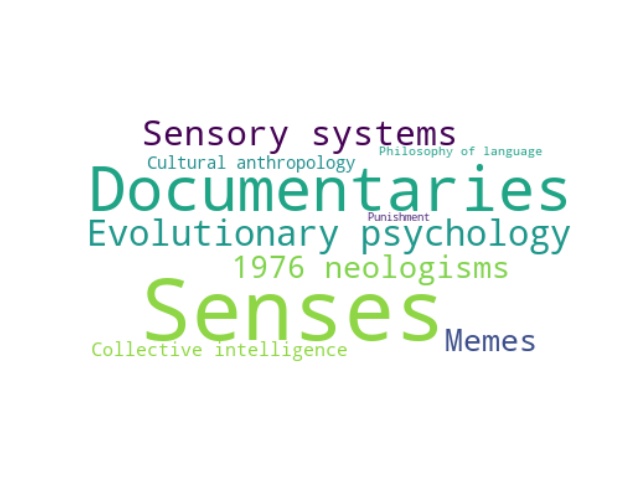 Sensory systems
Philosophy of language
Cultural anthropology
Documentaries
Punishment
Evolutionary psychology
1976 neologisms
Senses
Memes
Collective intelligence